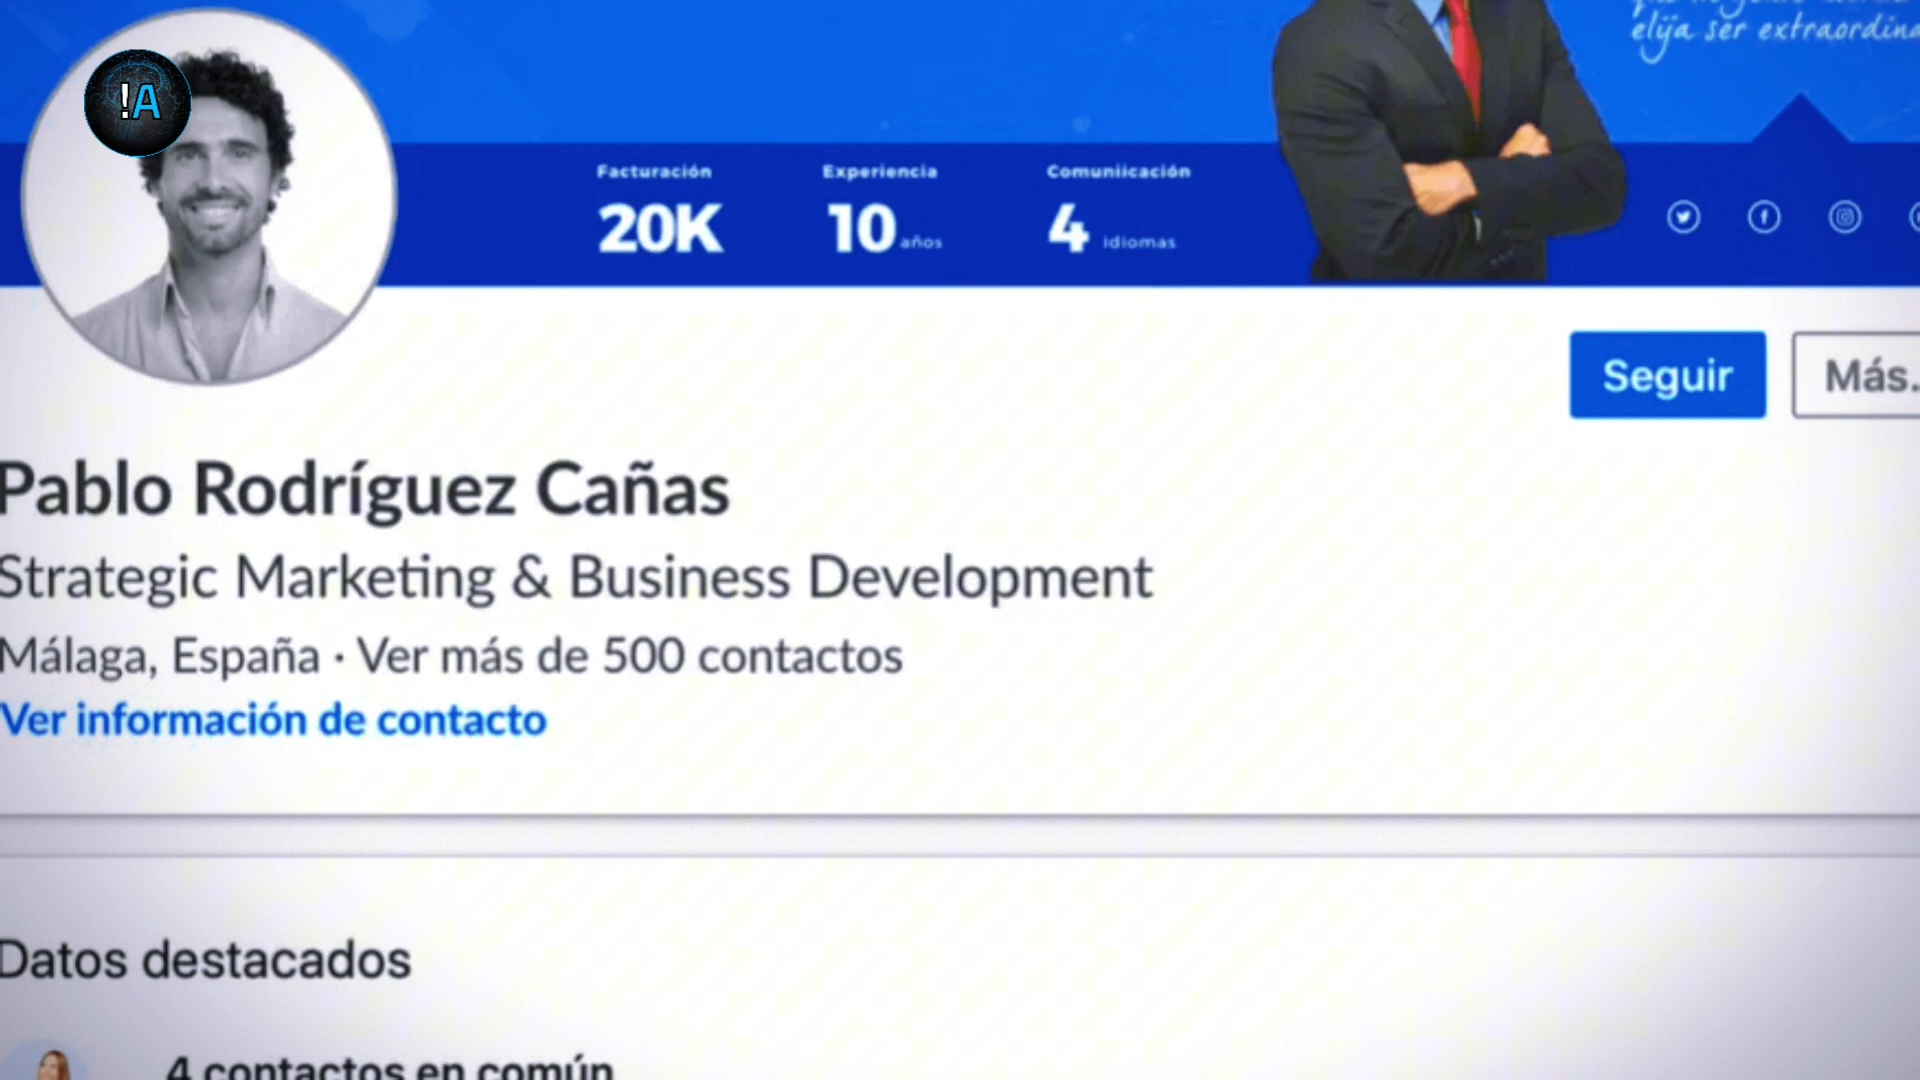 elija ser extraordina
!A
Facturación Experiencia Comuniicación
20K 10 años 4 idiomas
Seguir Más.
Pablo Rodríguez Cañas
Strategic Marketing & Business Development
Málaga, España · Ver más de 500 contactos
Ver información de contacto
Datos destacados
4 contactos en común